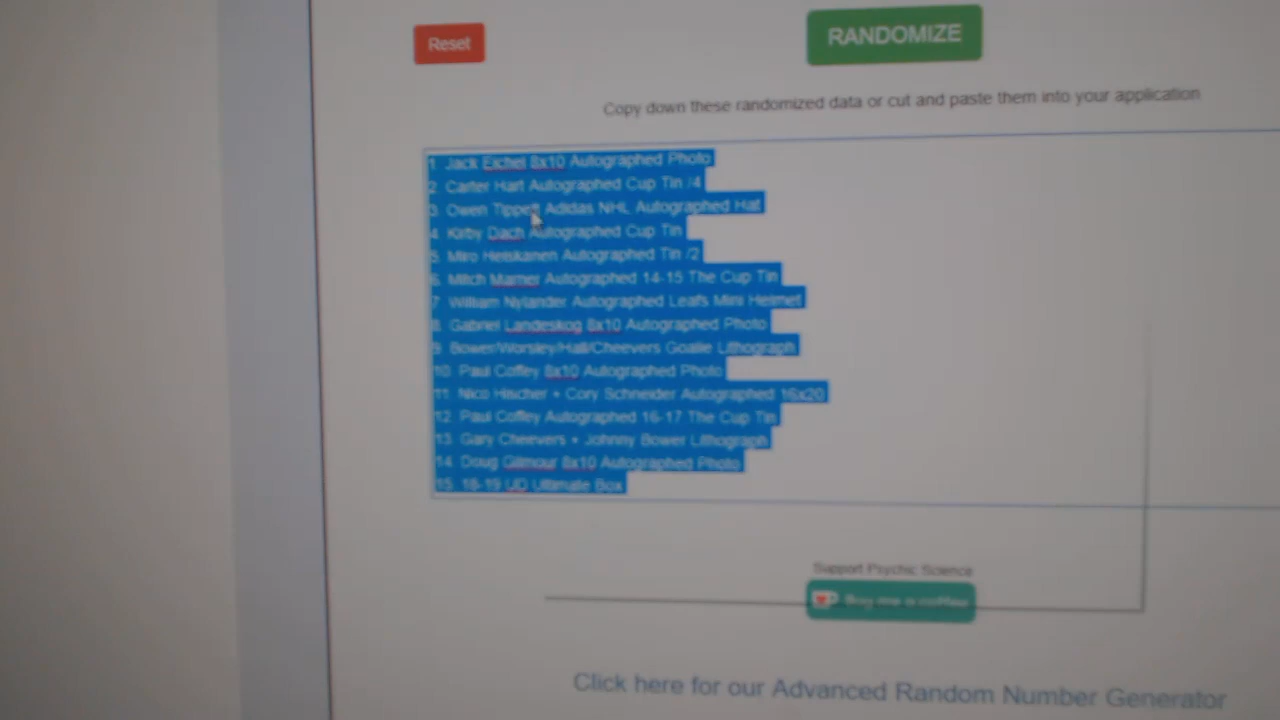 Reset
RANDOMIZE
Copy down these randomized data or cut and paste them into your application
1. Jack Eichel 8x10 Autographed Photo
2. Carter Hart Autographed Cup Tin /4
3. Owen Tippett Adidas NHL Autographed Hat
4. Kirby Dach Autographed Cup Tin
5. Miro Heiskanen Autographed Tin /2
6. Mitch Marner Autographed 14-15 The Cup Tin
7. William Nylander Autographed Leafs Mini Helmet
8. Gabriel Landeskog 8x10 Autographed Photo
9. Bower/Worsley/Hall/Cheevers Goalie Lithograph
10. Paul Coffey 8x10 Autographed Photo
11. Nico Hischer + Cory Schneider Autographed 16x20
12. Paul Coffey Autographed 16-17 The Cup Tin
13. Gary Cheevers + Johnny Bower Lithograph
14. Doug Gilmour 8x10 Autographed Photo
15. 18-19 UD Ultimate Box
Support Psychic Science
Buy me a coffee
Click here for our Advanced Random Number Generator